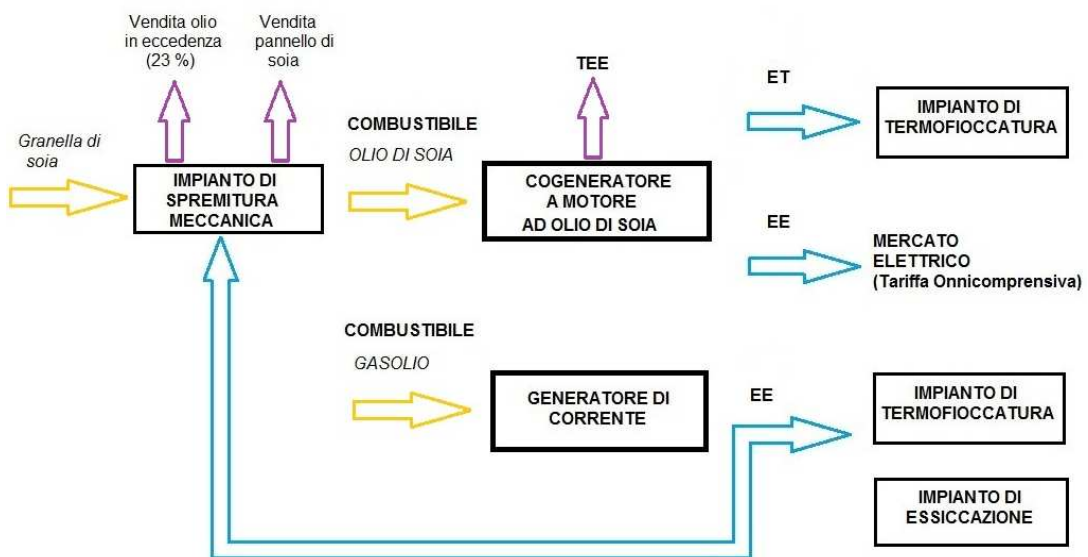 Vendita olio
in eccedenza
(23 %)
Vendita
pannello di
soia
TEE
ET
IMPIANTO DI
TERMOFIOCCATURA
Granella di
soia
IMPIANTO DI
SPREMITURA
MECCANICA
COMBUSTIBILE
OLIO DI SOIA
COGENERATORE
A MOTORE
AD OLIO DI SOIA
EE
MERCATO
ELETTRICO
(Tariffa Onnicomprensiva)
COMBUSTIBILE
GASOLIO
GENERATORE DI
CORRENTE
EE
IMPIANTO DI
TERMOFIOCCATURA
IMPIANTO DI
ESSICCAZIONE